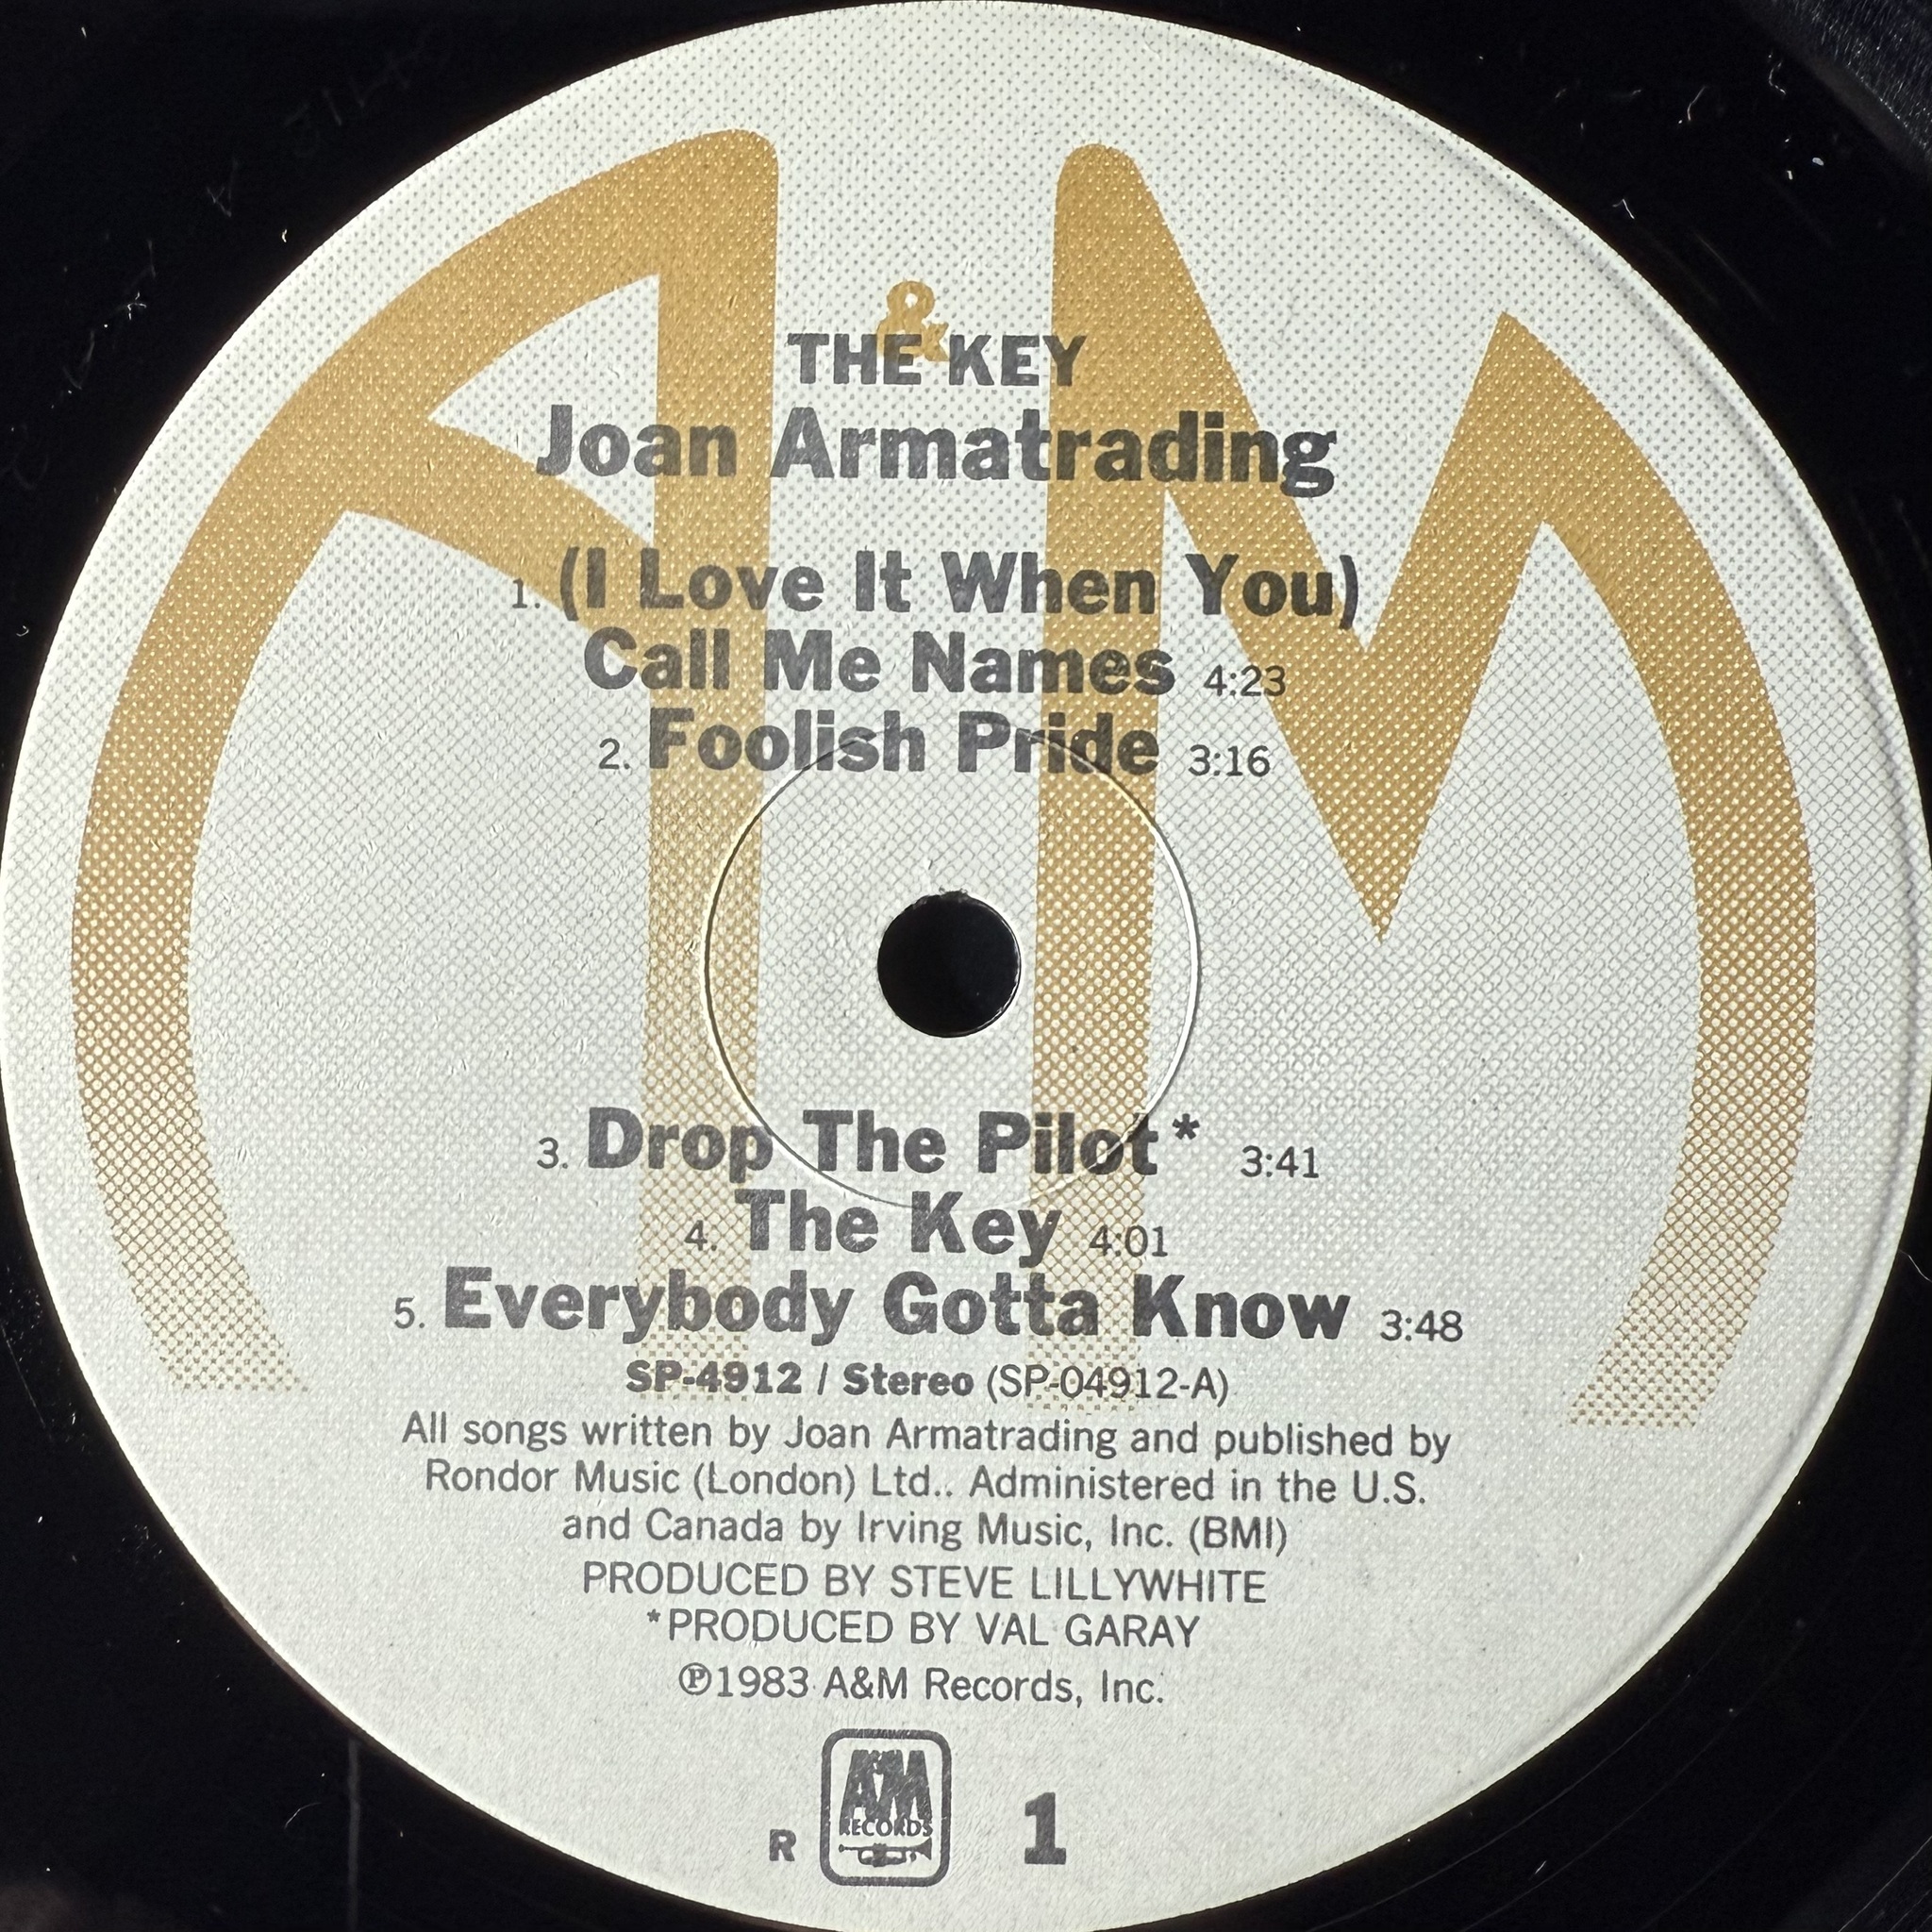 A&M
THE KEY
Joan Armatrading
1. (I Love It When You)
Call Me Names 4:23
2. Foolish Pride 3:16
3. Drop The Pilot* 3:41
4. The Key 4:01
5. Everybody Gotta Know 3:48
SP-4912 / Stereo (SP-04912-A)
All songs written by Joan Armatrading and published by
Rondor Music (London) Ltd.. Administered in the U.S.
and Canada by Irving Music, Inc. (BMI)
PRODUCED BY STEVE LILLYWHITE
*PRODUCED BY VAL GARAY
℗1983 A&M Records, Inc.
A&M
RECORDS
R 1